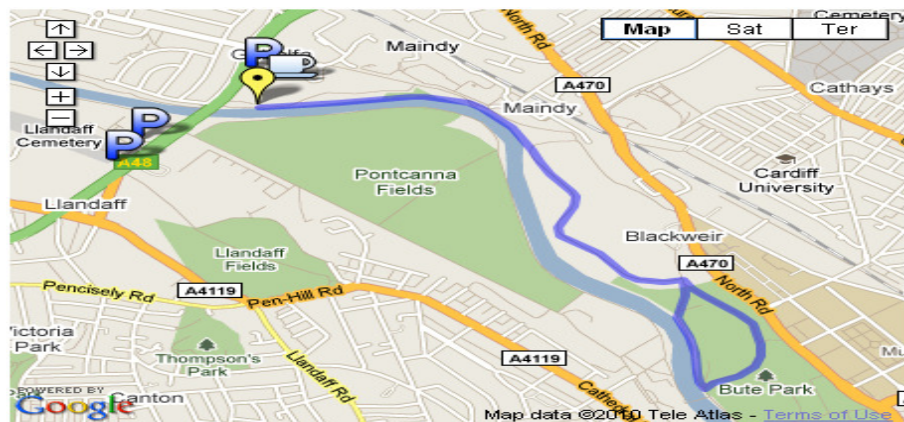 Map
Sat
Ter
Cemetery
North Rd
Maindy
A470
Cathays
Maindy
Llandaff
Cemetery
A48
Pontcanna
Fields
Cardiff
University
Llandaff
Blackweir
Llandaff
Fields
A470
North Rd
A4119
Pen-Hill Rd
Pencisely Rd
Victoria
Park
Thompson's
Park
Llandaff Rd
A4119
Bute Park
POWERED BY
Google
Canton
Map data ©2010 Tele Atlas - Terms of Use